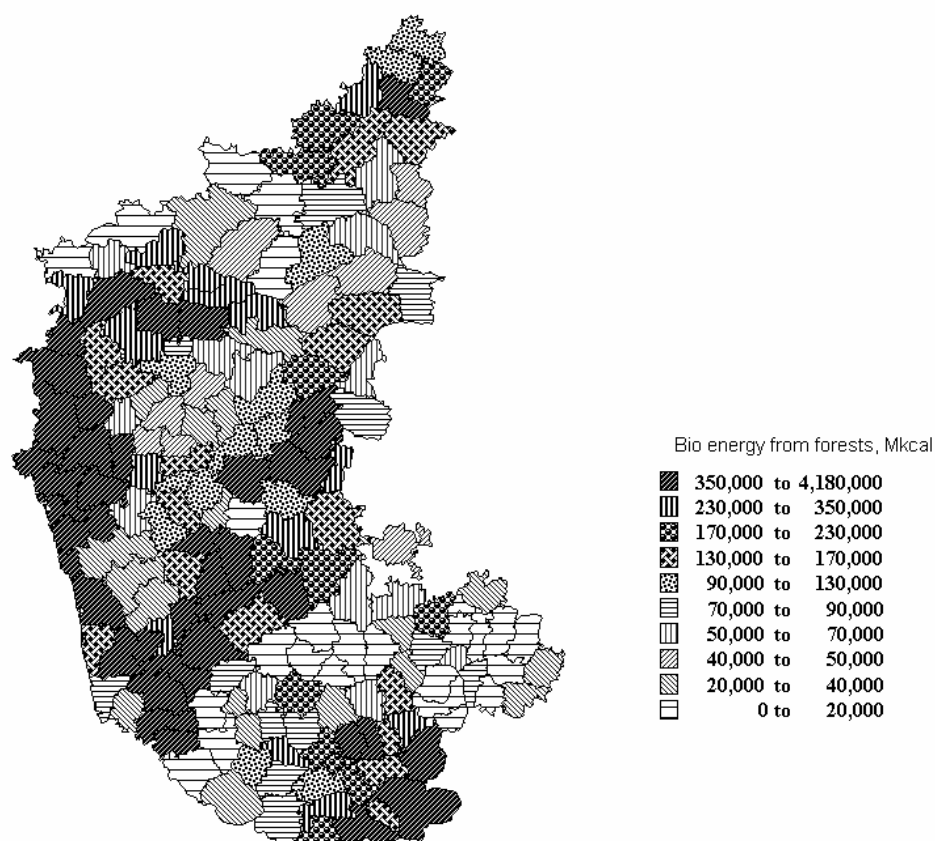 Bio energy from forests, Mkcal
350,000 to 4,180,000
230,000 to 350,000
170,000 to 230,000
130,000 to 170,000
90,000 to 130,000
70,000 to 90,000
50,000 to 70,000
40,000 to 50,000
20,000 to 40,000
0 to 20,000